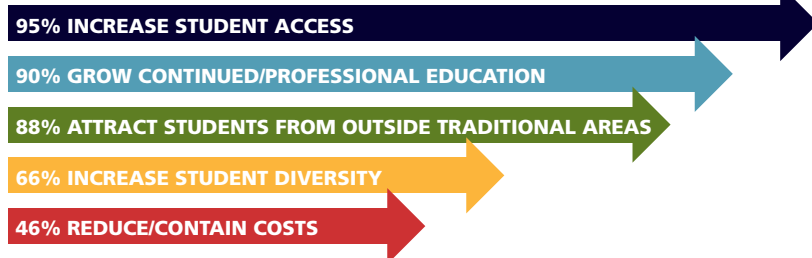 95% INCREASE STUDENT ACCESS
90% GROW CONTINUED/PROFESSIONAL EDUCATION
88% ATTRACT STUDENTS FROM OUTSIDE TRADITIONAL AREAS
66% INCREASE STUDENT DIVERSITY
46% REDUCE/CONTAIN COSTS